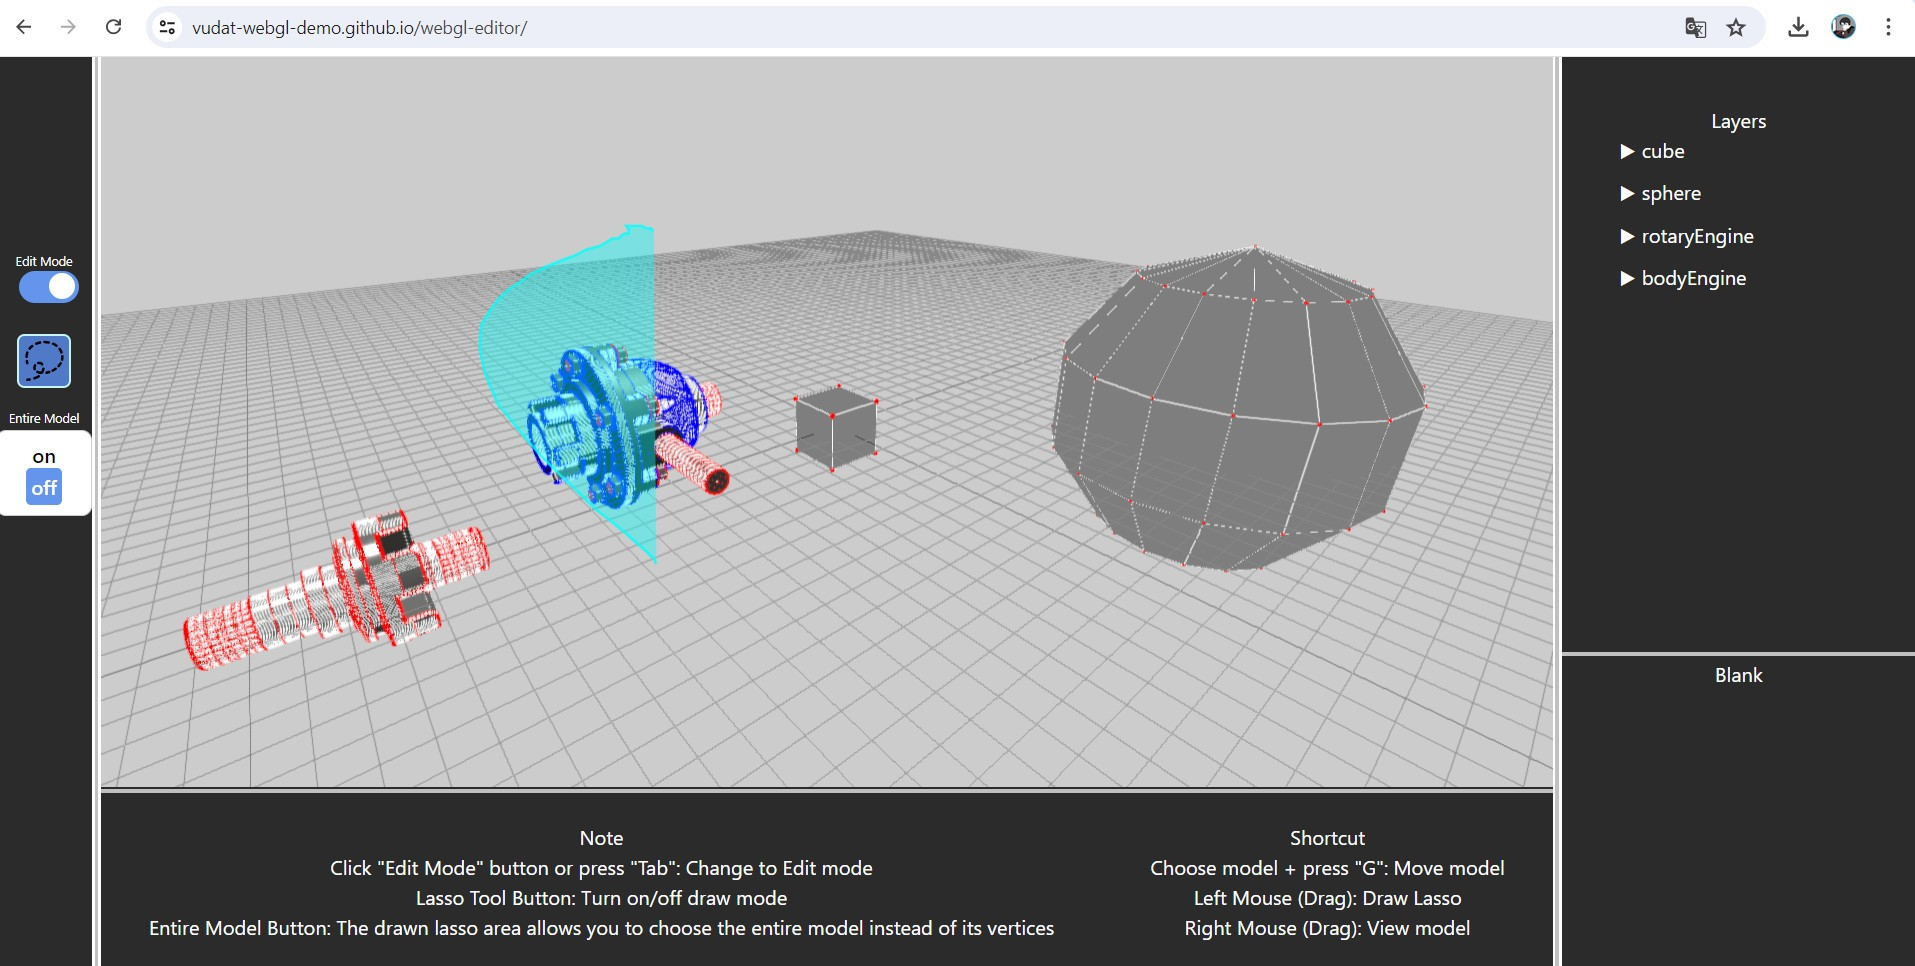 vudat-webgl-demo.github.io/webgl-editor/
Edit Mode
Entire Model
on
off
Layers
▶ cube
▶ sphere
▶ rotaryEngine
▶ bodyEngine
Blank
Note
Click "Edit Mode" button or press "Tab": Change to Edit mode
Lasso Tool Button: Turn on/off draw mode
Entire Model Button: The drawn lasso area allows you to choose the entire model instead of its vertices
Shortcut
Choose model + press "G": Move model
Left Mouse (Drag): Draw Lasso
Right Mouse (Drag): View model